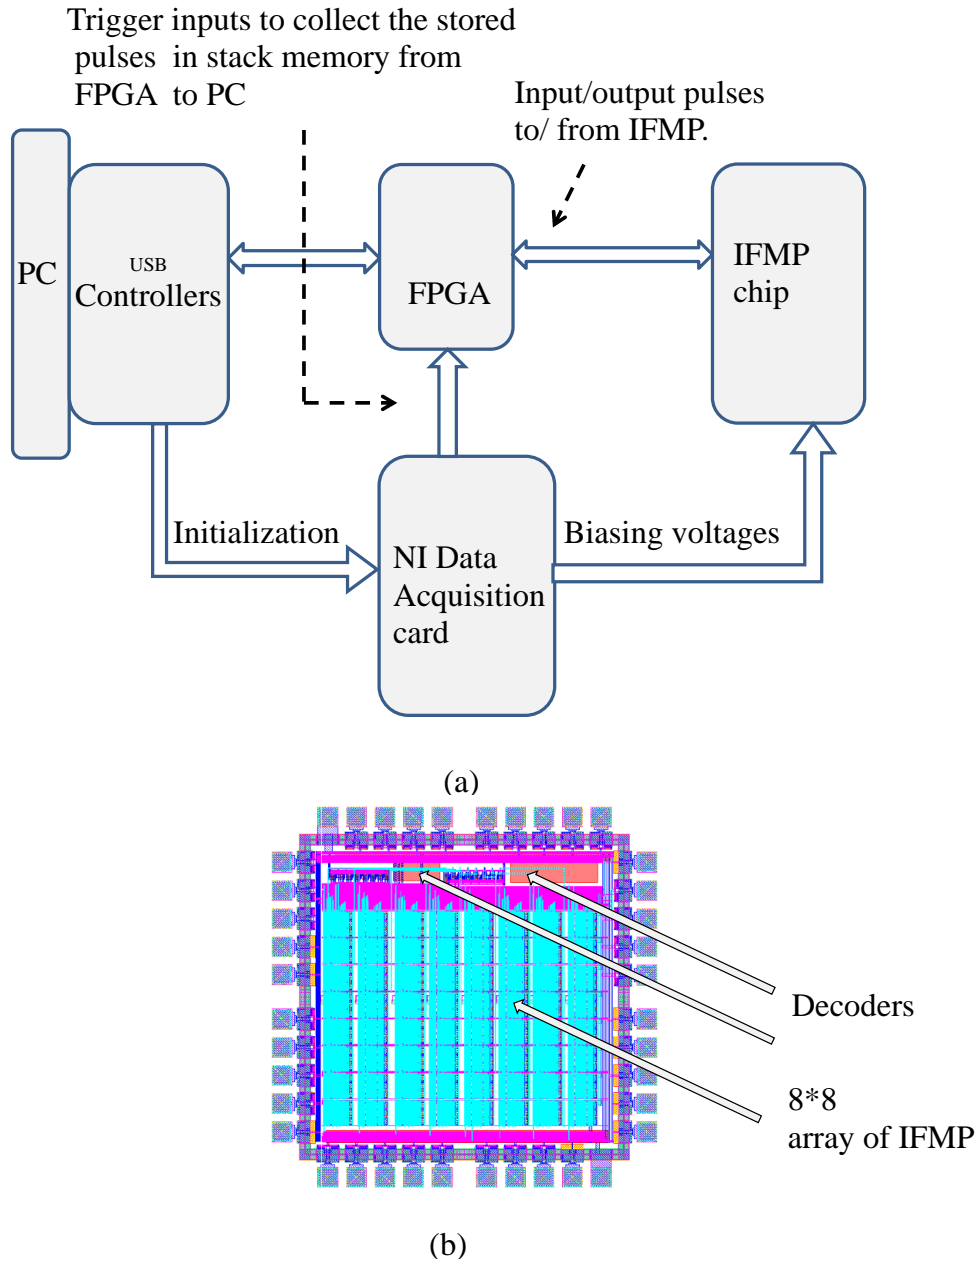 Trigger inputs to collect the stored
pulses in stack memory from
FPGA to PC
Input/output pulses
to/ from IFMP.
PC
USB
Controllers
FPGA
IFMP
chip
Initialization
NI Data
Acquisition
card
Biasing voltages
(a)
Decoders
8*8
array of IFMP
(b)